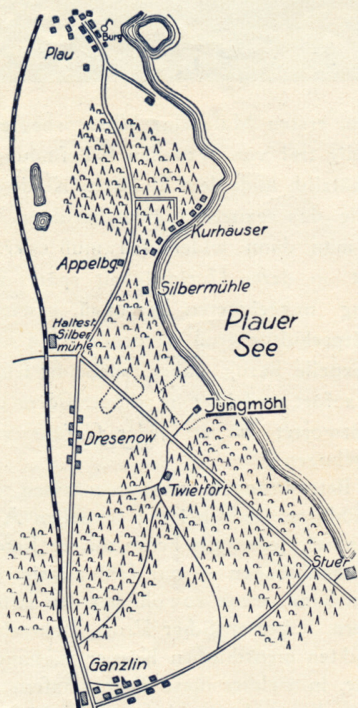 Plau
Burg
Kurhäuser
Appelbg.
Silbermühle
Haltest.
Silber
mühle
Plauer
See
Jungmöhl
Dresenow
Twietfort
Stuer
Ganzlin